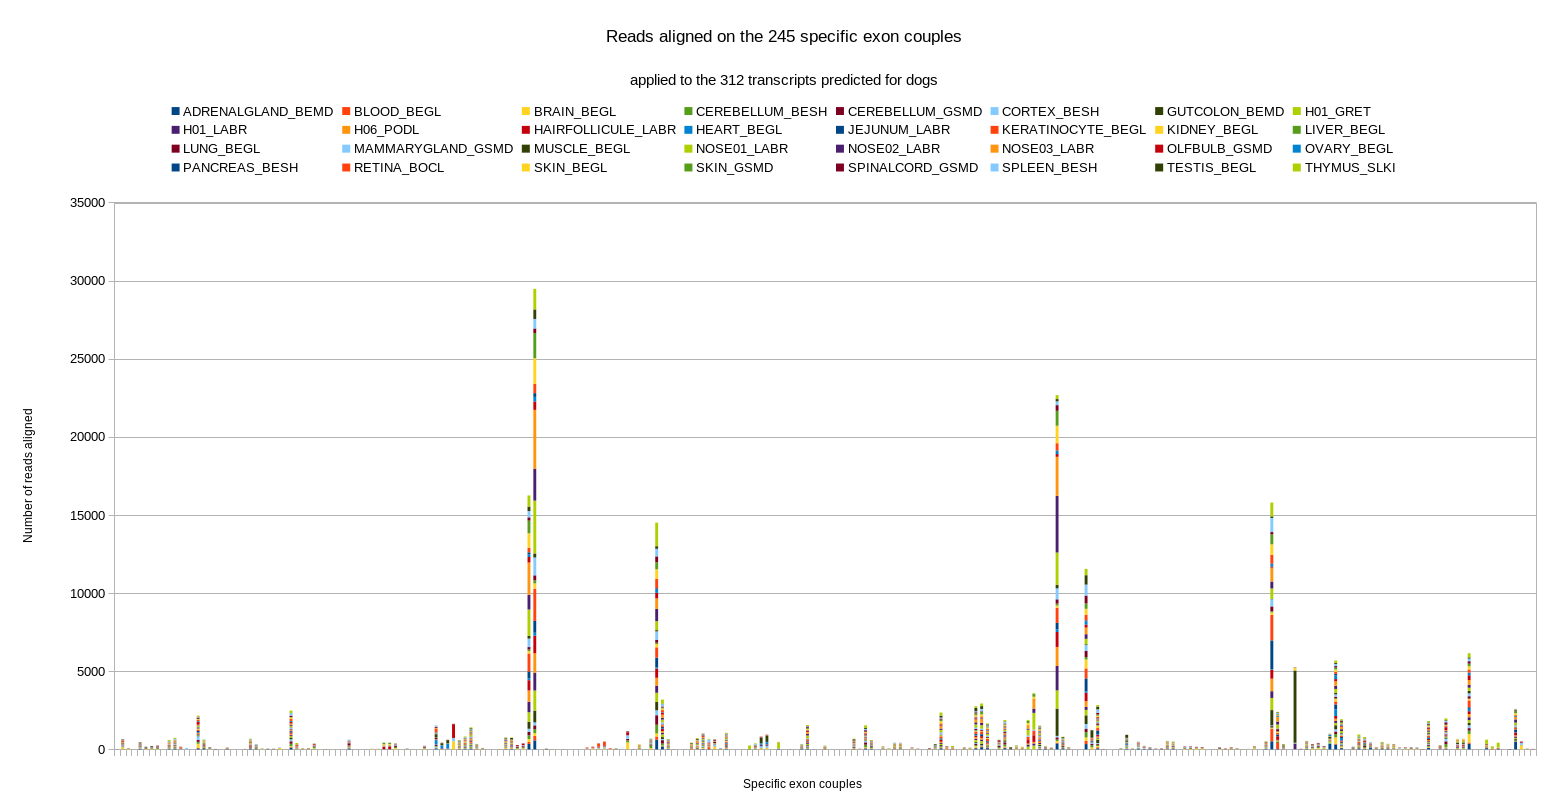 Reads aligned on the 245 specific exon couples
applied to the 312 transcripts predicted for dogs
ADRENALGLAND_BEMD BLOOD_BEGL BRAIN_BEGL CEREBELLUM_BESH CEREBELLUM_GSMD CORTEX_BESH GUTCOLON_BEMD H01_GRET
H01_LABR H06_PODL HAIRFOLLICULE_LABR HEART_BEGL JEJUNUM_LABR KERATINOCYTE_BEGL KIDNEY_BEGL LIVER_BEGL
LUNG_BEGL MAMMARYGLAND_GSMD MUSCLE_BEGL NOSE01_LABR NOSE02_LABR NOSE03_LABR OLFBULB_GSMD OVARY_BEGL
PANCREAS_BESH RETINA_BOCL SKIN_BEGL SKIN_GSMD SPINALCORD_GSMD SPLEEN_BESH TESTIS_BEGL THYMUS_SLKI
35000
30000
25000
20000
15000
10000
5000
0
Number of reads aligned
Specific exon couples